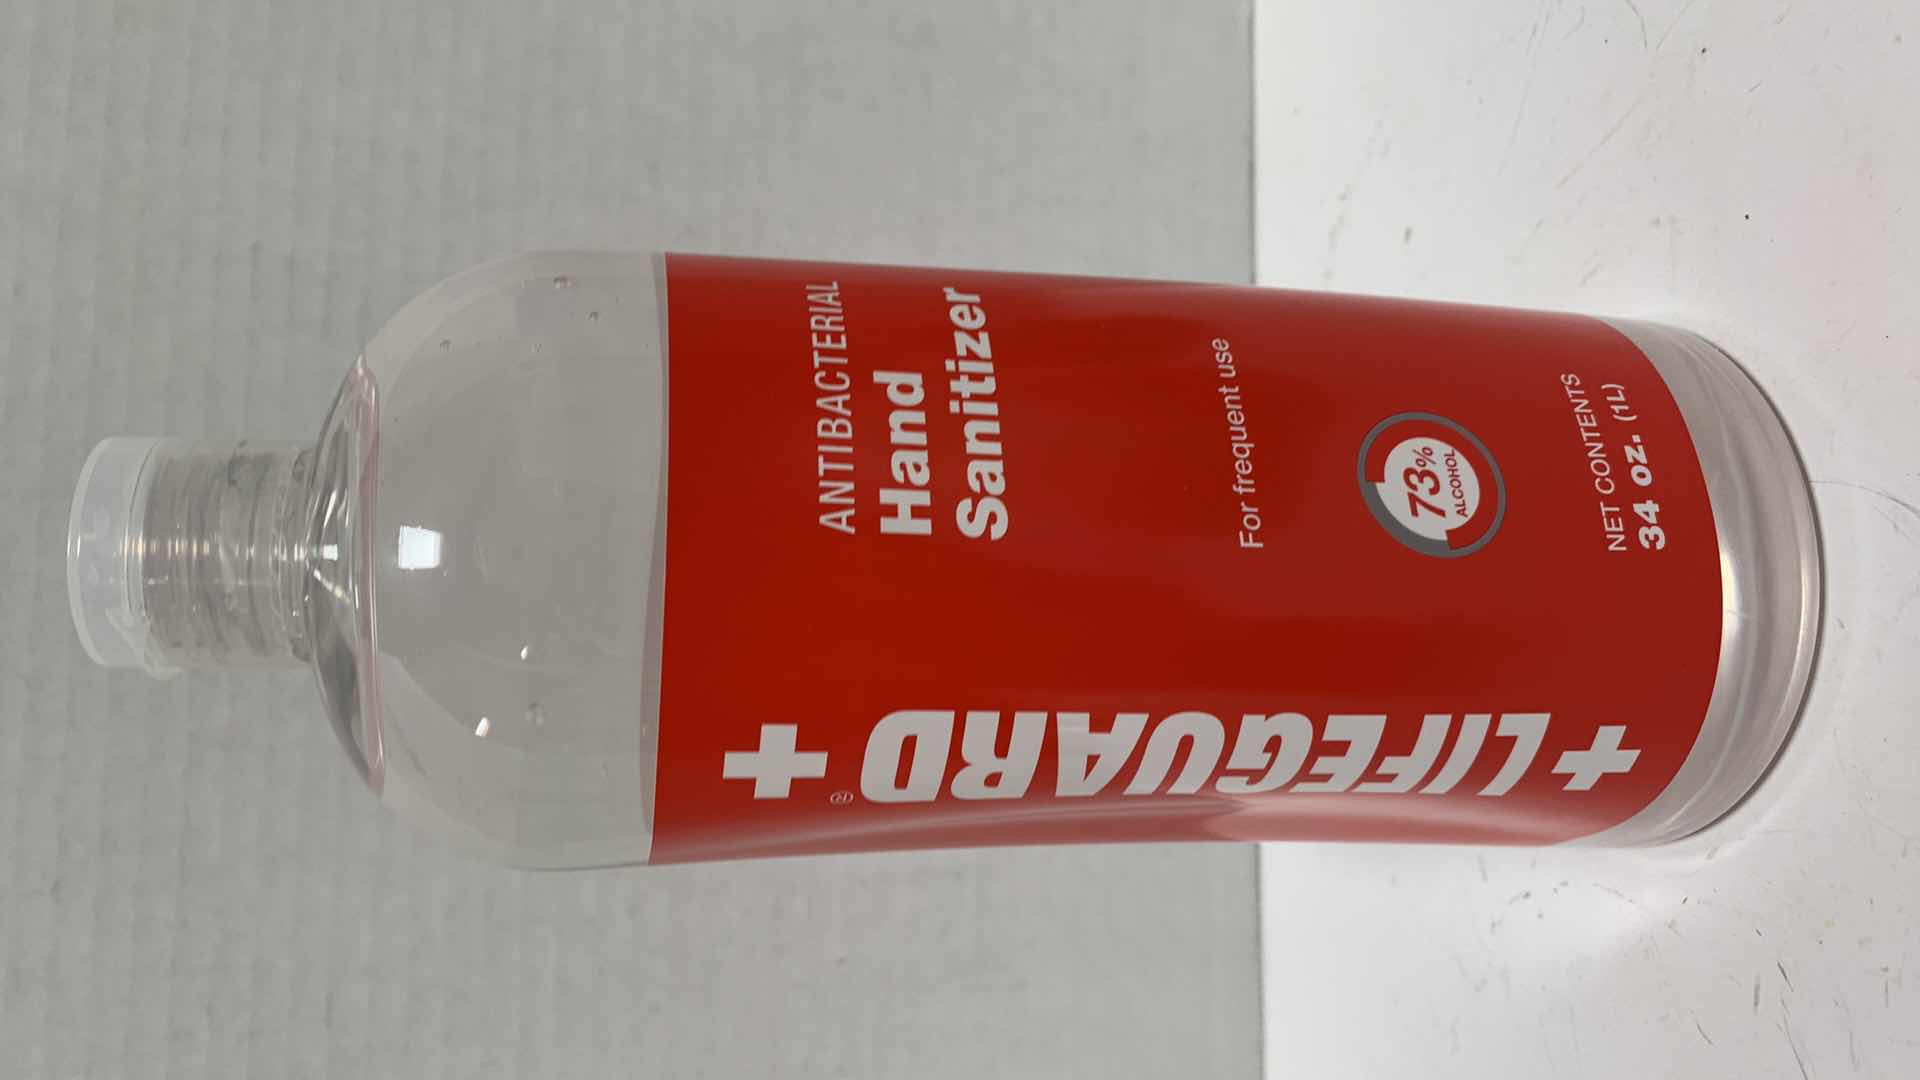 +LIFEGUARD®+
ANTIBACTERIAL
Hand
Sanitizer
For frequent use
73%
ALCOHOL
NET CONTENTS
34 oz. (1L)